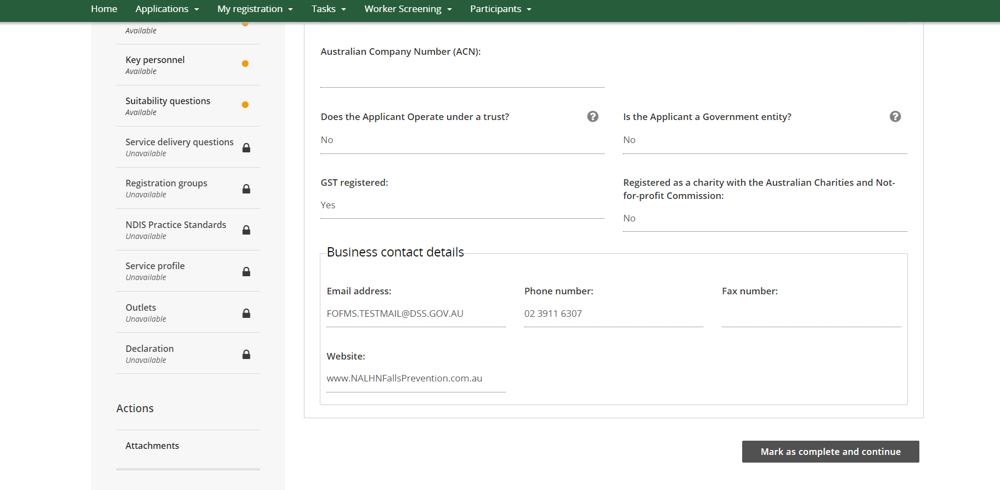 Home Applications My registration Tasks Worker Screening Participants
Available
Key personnel
Available
Suitability questions
Available
Service delivery questions
Unavailable
Registration groups
Unavailable
NDIS Practice Standards
Unavailable
Service profile
Unavailable
Outlets
Unavailable
Declaration
Unavailable
Actions
Attachments
Australian Company Number (ACN):
Does the Applicant Operate under a trust?
No
Is the Applicant a Government entity?
No
GST registered:
Yes
Registered as a charity with the Australian Charities and Not-
for-profit Commission:
No
Business contact details
Email address:
FOFMS.TESTMAIL@DSS.GOV.AU
Phone number:
02 3911 6307
Fax number:
Website:
www.NALHNFallsPrevention.com.au
Mark as complete and continue